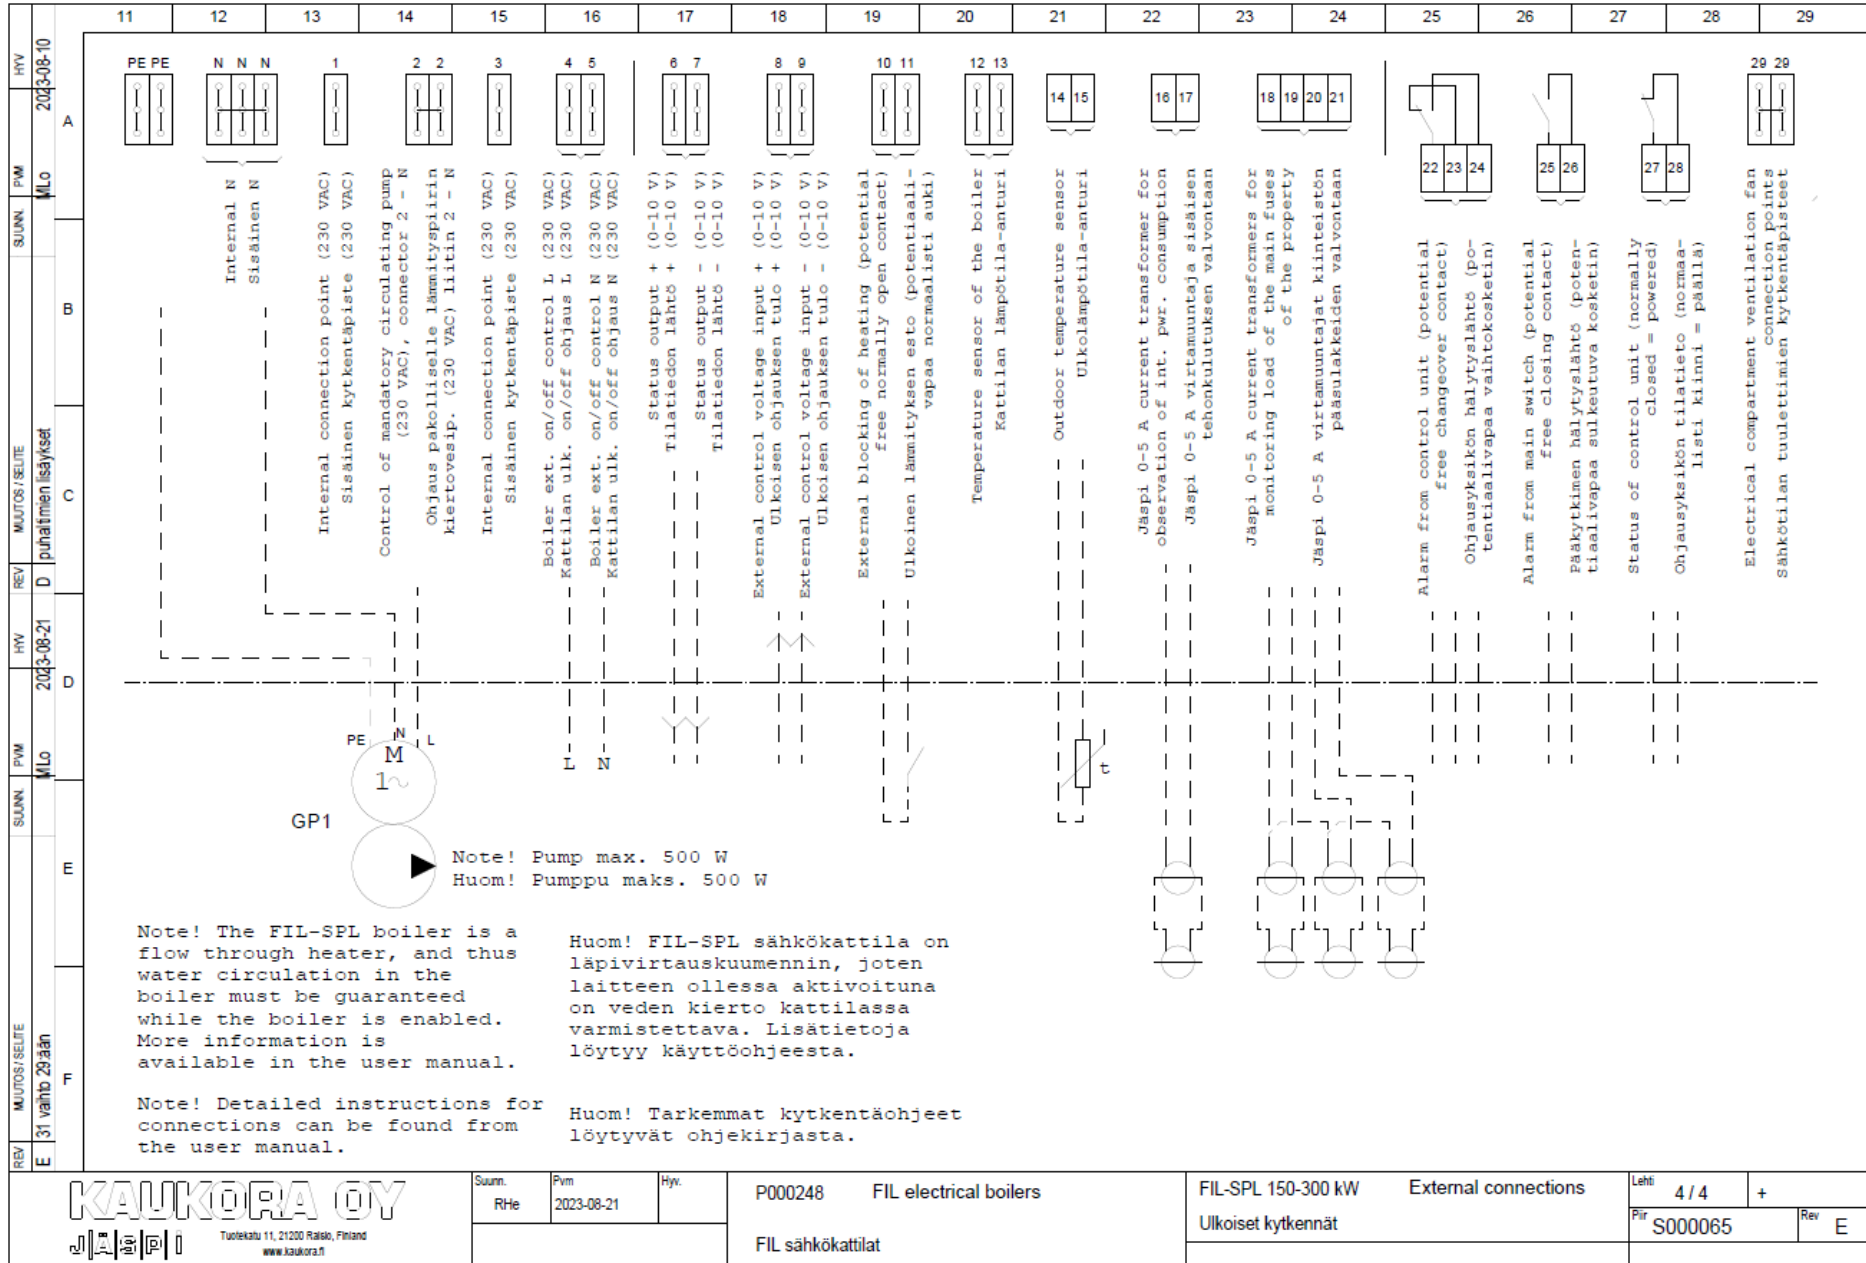 11 12 13 14 15 16 17 18 19 20 21 22 23 24 25 26 27 28 29
HYV
2023-08-10
PVM
MLo
SUUNN.
MUUTOS / SELITE
puhaltimien lisäykset
REV
D
HYV
2023-08-21
PVM
MLo
SUUNN.
MUUTOS / SELITE
31 vaihto 29:ään
REV
E
A
B
C
D
E
F
PE PE
N N N
1
2 2
3
4 5
6 7
8 9
10 11
12 13
14 15
16 17
18 19 20 21
22 23 24
25 26
27 28
29 29
Internal N
Sisäinen N
Internal connection point (230 VAC)
Sisäinen kytkentäpiste (230 VAC)
Control of mandatory circulating pump
(230 VAC), connector 2 - N
Ohjaus pakolliselle lämmityspiirin
kiertovesip. (230 VAC) liitin 2 - N
Internal connection point (230 VAC)
Sisäinen kytkentäpiste (230 VAC)
Boiler ext. on/off control L (230 VAC)
Kattilan ulk. on/off ohjaus L (230 VAC)
Boiler ext. on/off control N (230 VAC)
Kattilan ulk. on/off ohjaus N (230 VAC)
Status output + (0-10 V)
Tilatiedon lähtö + (0-10 V)
Status output - (0-10 V)
Tilatiedon lähtö - (0-10 V)
External control voltage input + (0-10 V)
Ulkoisen ohjauksen tulo + (0-10 V)
External control voltage input - (0-10 V)
Ulkoisen ohjauksen tulo - (0-10 V)
External blocking of heating (potential
free normally open contact)
Ulkoinen lämmityksen esto (potentiaali-
vapaa normaalisti auki)
Temperature sensor of the boiler
Kattilan lämpötila-anturi
Outdoor temperature sensor
Ulkolämpötila-anturi
Jäspi 0-5 A current transformer for
observation of int. pwr. consumption
Jäspi 0-5 A virtamuuntaja sisäisen
tehonkulutuksen valvontaan
Jäspi 0-5 A current transformers for
monitoring load of the main fuses
of the property
Jäspi 0-5 A virtamuuntajat kiinteistön
pääsulakkeiden valvontaan
Alarm from control unit (potential
free changeover contact)
Ohjausyksikön hälytyslähtö (po-
tentiaalivapaa vaihtokosketin)
Alarm from main switch (potential
free closing contact)
Pääkytkimen hälytyslähtö (poten-
tiaalivapaa sulkeutuva kosketin)
Status of control unit (normally
closed = powered)
Ohjausyksikön tilatieto (normaa-
listi kiinni = päällä)
Electrical compartment ventilation fan
connection points
Sähkötilan tuulettimien kytkentäpisteet
PE N L
M
1~
GP1
L N
t
Note! Pump max. 500 W
Huom! Pumppu maks. 500 W
Note! The FIL-SPL boiler is a
flow through heater, and thus
water circulation in the
boiler must be guaranteed
while the boiler is enabled.
More information is
available in the user manual.
Note! Detailed instructions for
connections can be found from
the user manual.
Huom! FIL-SPL sähkökattila on
läpivirtauskuumennin, joten
laitteen ollessa aktivoituna
on veden kierto kattilassa
varmistettava. Lisätietoja
löytyy käyttöohjeesta.
Huom! Tarkemmat kytkentäohjeet
löytyvät ohjekirjasta.
KAUKORA OY
JÄSPI
Tuotekatu 11, 21200 Raisio, Finland
www.kaukora.fi
Suunn.
RHe
Pvm
2023-08-21
Hyv.
P000248 FIL electrical boilers
FIL sähkökattilat
FIL-SPL 150-300 kW External connections
Ulkoiset kytkennät
Lehti
4 / 4
+
Piir
S000065
Rev
E